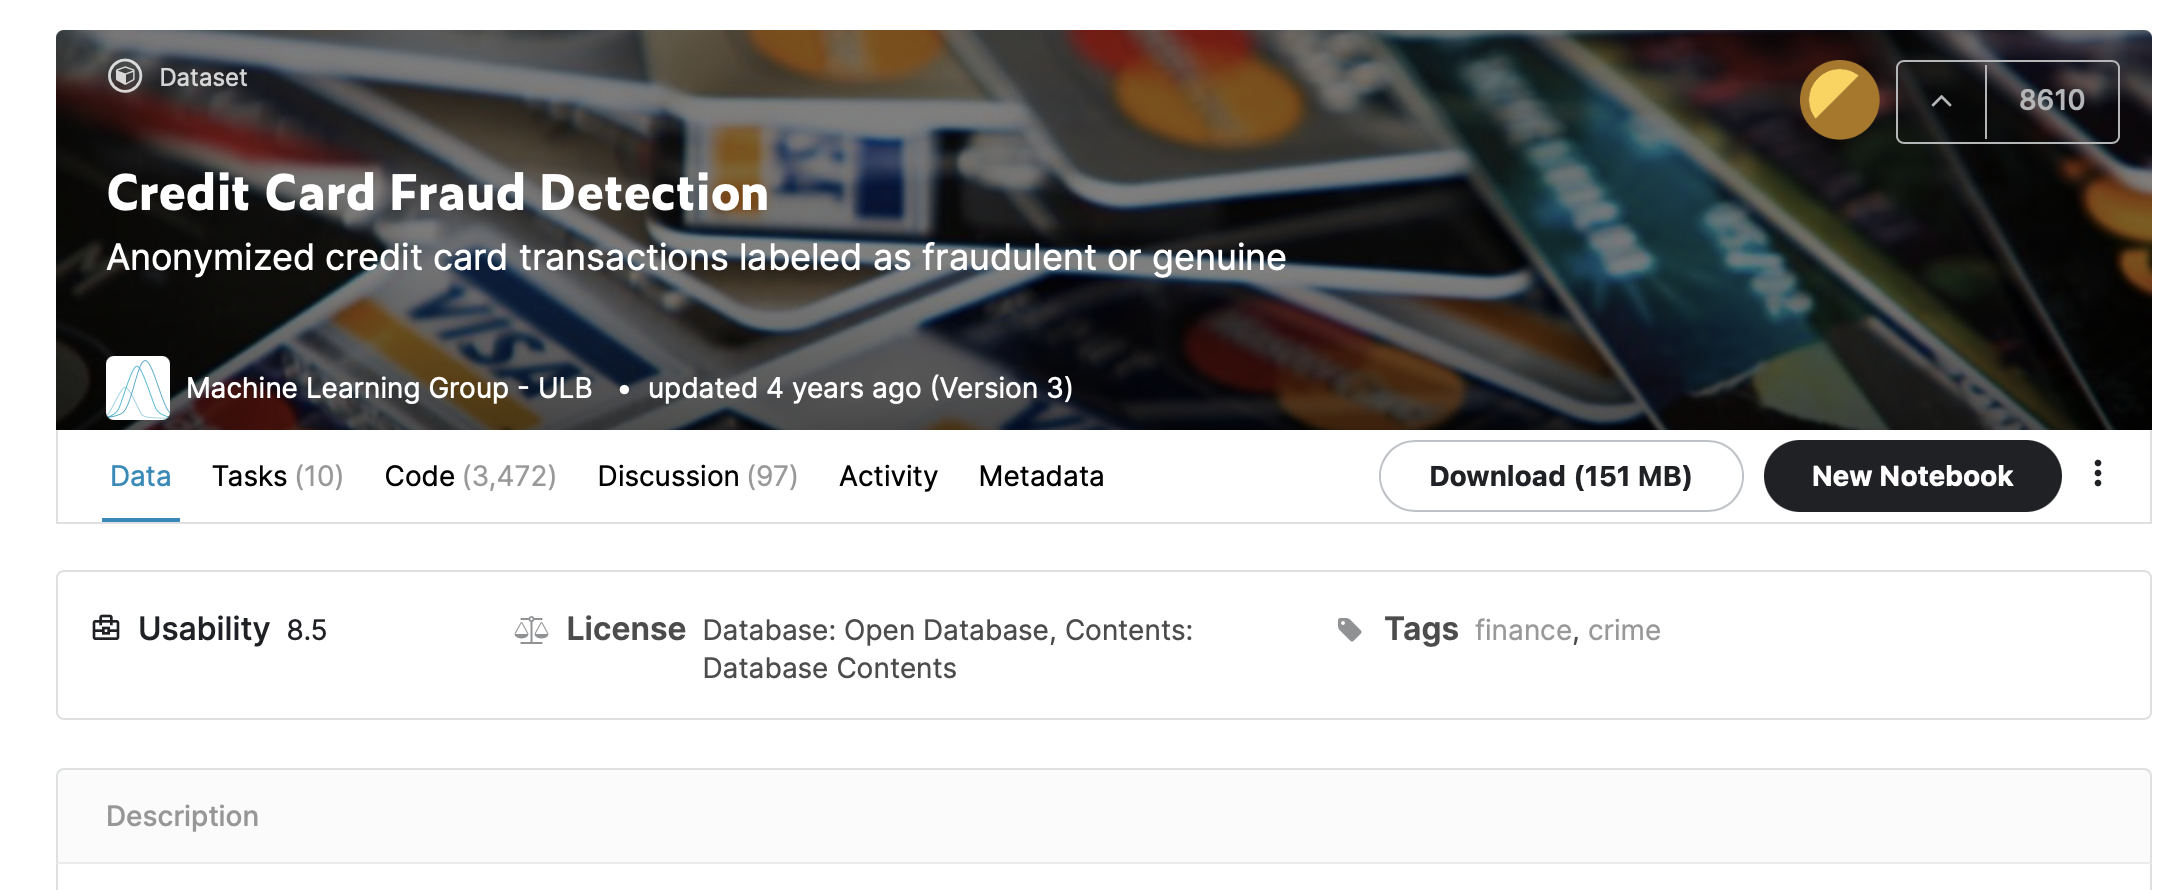 Dataset
8610
Credit Card Fraud Detection
Anonymized credit card transactions labeled as fraudulent or genuine
VISA
Machine Learning Group - ULB • updated 4 years ago (Version 3)
Data Tasks (10) Code (3,472) Discussion (97) Activity Metadata Download (151 MB) New Notebook
Usability 8.5 License Database: Open Database, Contents: Tags finance, crime
Database Contents
Description